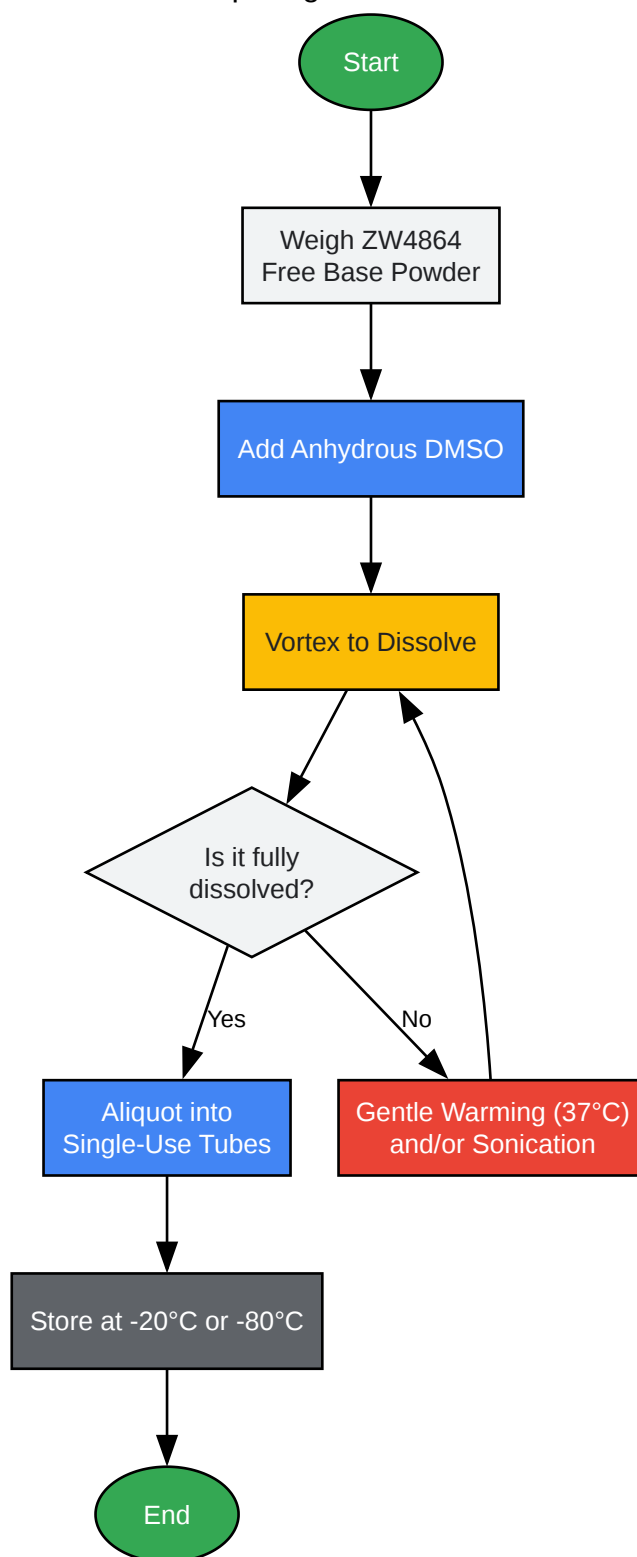 Start
Weigh ZW4864
Free Base Powder
Add Anhydrous DMSO
Vortex to Dissolve
Is it fully
dissolved?
Yes
No
Aliquot into
Single-Use Tubes
Gentle Warming (37°C)
and/or Sonication
Store at -20°C or -80°C
End